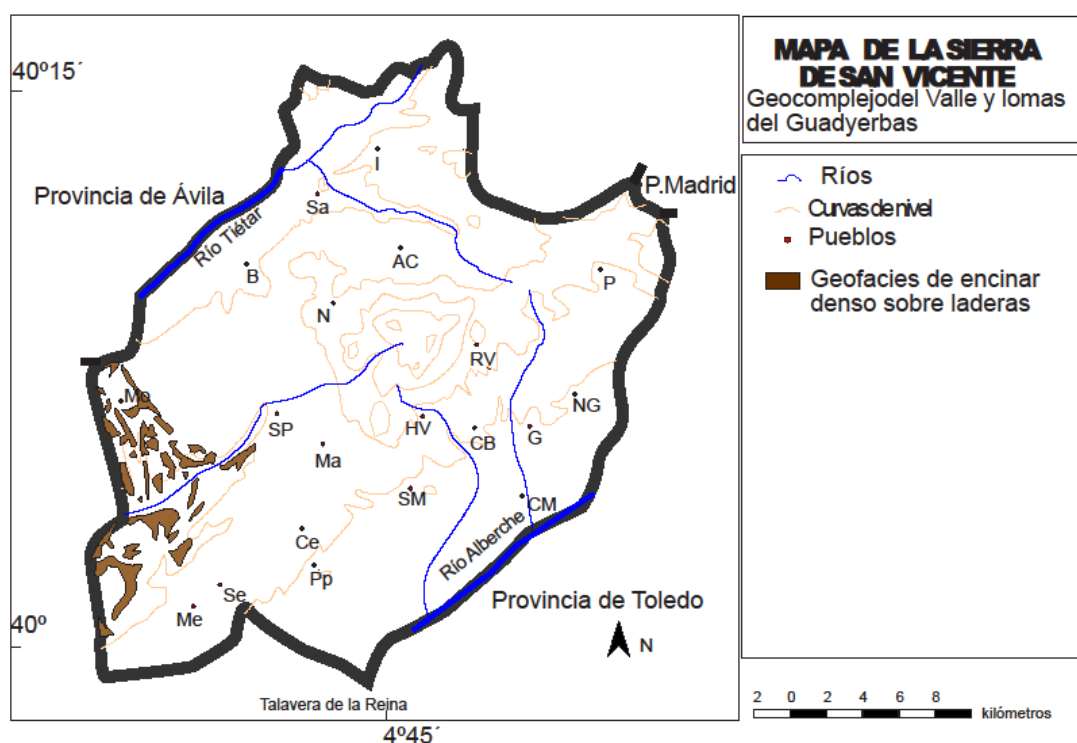 MAPA DE LA SIERRA
DE SAN VICENTE
Geocomplejodel Valle y lomas
del Guadyerbas
Ríos
Curvasdenivel
Pueblos
Geofacies de encinar
denso sobre laderas
40º15´
Provincia de Ávila
P.Madrid
Río Tiétar
I
Sa
AC
B
P
N
RV
Mo
NG
SP
HV
CB
G
Ma
SM
CM
Río Alberche
Ce
Pp
Se
Me
Provincia de Toledo
40º
N
Talavera de la Reina
4º45´
2 0 2 4 6 8
kilómetros